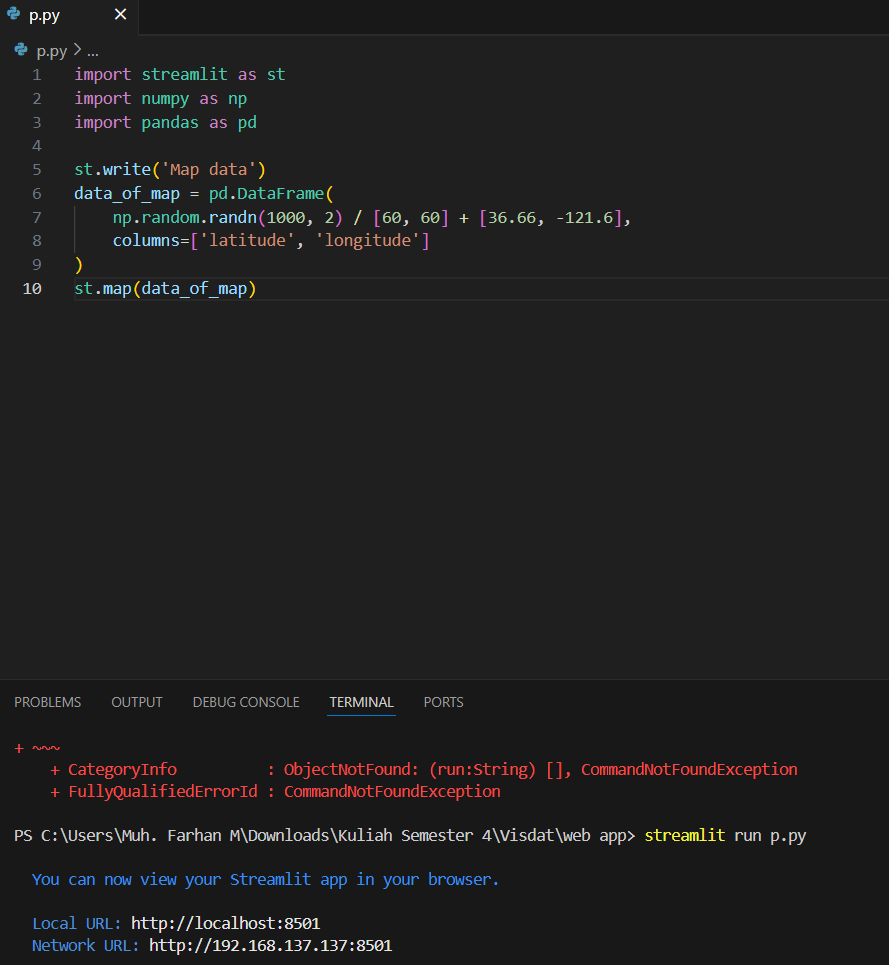 p.py ×
p.py > ...
1 import streamlit as st
2 import numpy as np
3 import pandas as pd
4
5 st.write('Map data')
6 data_of_map = pd.DataFrame(
7     np.random.randn(1000, 2) / [60, 60] + [36.66, -121.6],
8     columns=['latitude', 'longitude']
9 )
10 st.map(data_of_map)
PROBLEMS OUTPUT DEBUG CONSOLE TERMINAL PORTS
+ ~~~
    + CategoryInfo          : ObjectNotFound: (run:String) [], CommandNotFoundException
    + FullyQualifiedErrorId : CommandNotFoundException
PS C:\Users\Muh. Farhan M\Downloads\Kuliah Semester 4\Visdat\web app> streamlit run p.py
You can now view your Streamlit app in your browser.
Local URL: http://localhost:8501
Network URL: http://192.168.137.137:8501